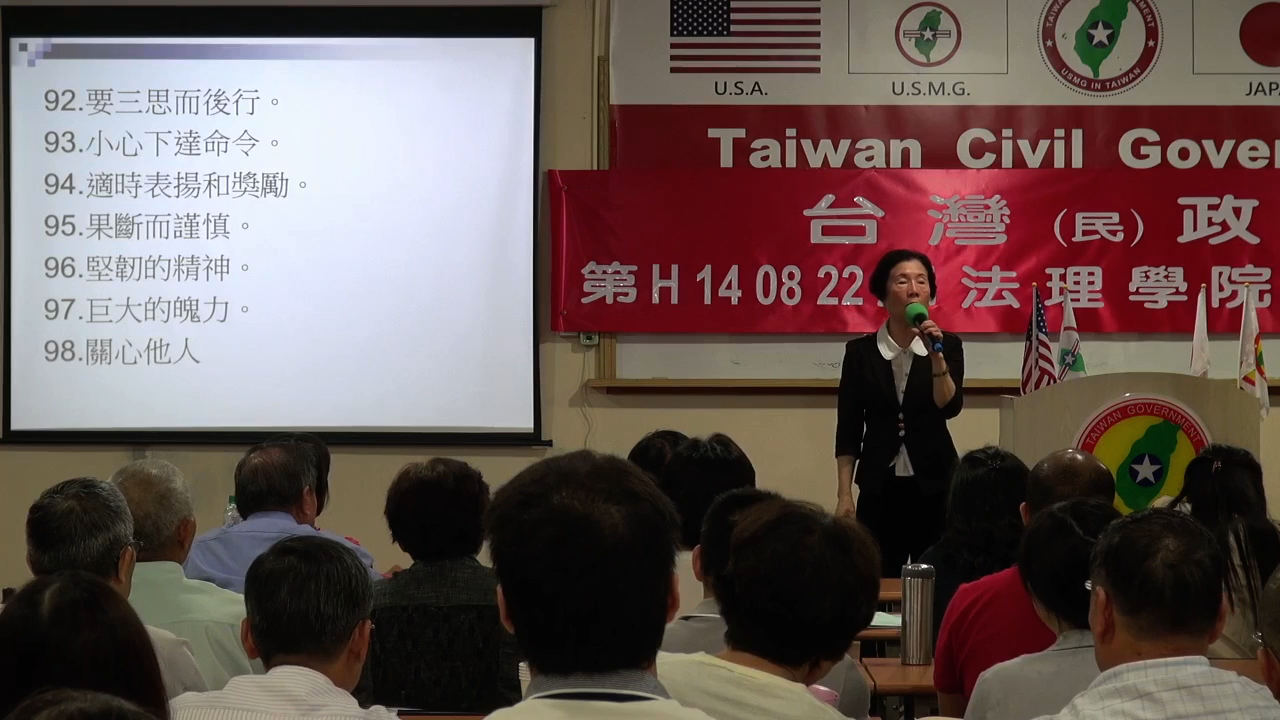 92.要三思而後行。
93.小心下達命令。
94.適時表揚和獎勵。
95.果斷而謹慎。
96.堅韌的精神。
97.巨大的魄力。
98.關心他人
U.S.A.
U.S.M.G.
USMG IN TAIWAN
JAPA
Taiwan Civil Gover
台灣(民)政
第H 14 08 22 法理學院
TAIWAN GOVERNMENT